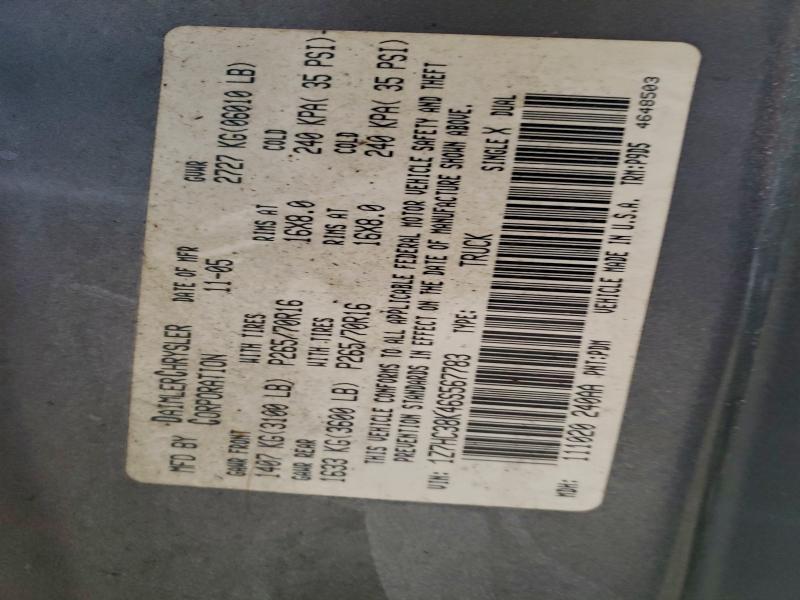 MFD BY DAIMLERCHRYSLER CORPORATION DATE OF MFR 11-05 GVWR 2727 KG(06010 LB)
GAWR FRONT WITH TIRES RIMS AT COLD
1407 KG(3100 LB) P265/70R16 16X8.0 240 KPA( 35 PSI)
GAWR REAR WITH TIRES RIMS AT COLD
1633 KG(3600 LB) P265/70R16 16X8.0 240 KPA( 35 PSI)
THIS VEHICLE CONFORMS TO ALL APPLICABLE FEDERAL MOTOR VEHICLE SAFETY AND THEFT
PREVENTION STANDARDS IN EFFECT ON THE DATE OF MANUFACTURE SHOWN ABOVE.
VIN: 1Z7HC38K46S567783 TYPE: TRUCK SINGLE X DUAL
MDH: 111020 240AA PNT:PDM VEHICLE MADE IN U.S.A. TRM:P9D5 4648503